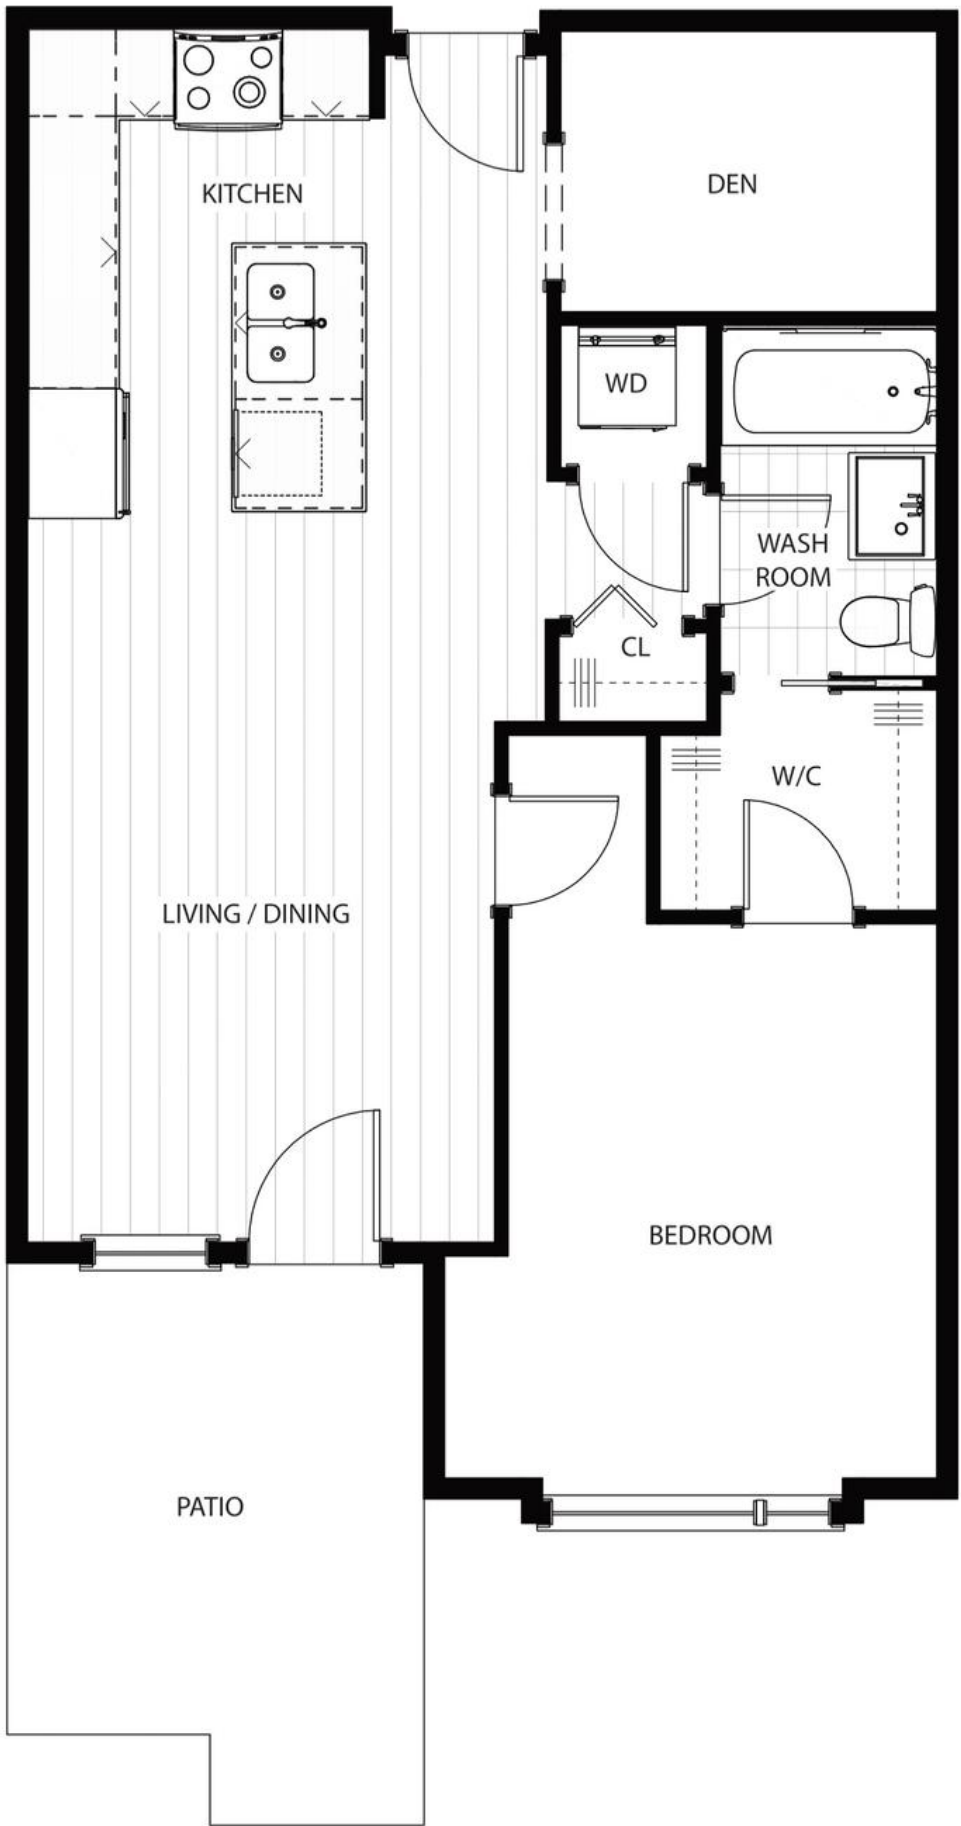 DEN
KITCHEN
WD
WASH
ROOM
CL
W/C
LIVING / DINING
BEDROOM
PATIO